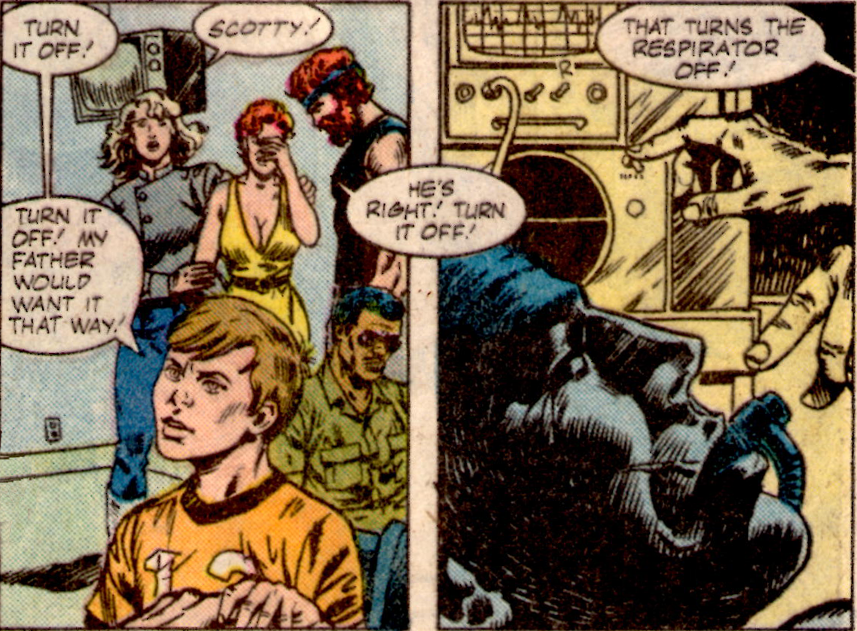 TURN
IT OFF!
SCOTTY!
TURN IT
OFF! MY
FATHER
WOULD
WANT IT
THAT WAY!
HE'S
RIGHT! TURN
IT OFF!
THAT TURNS THE
RESPIRATOR
OFF!
R